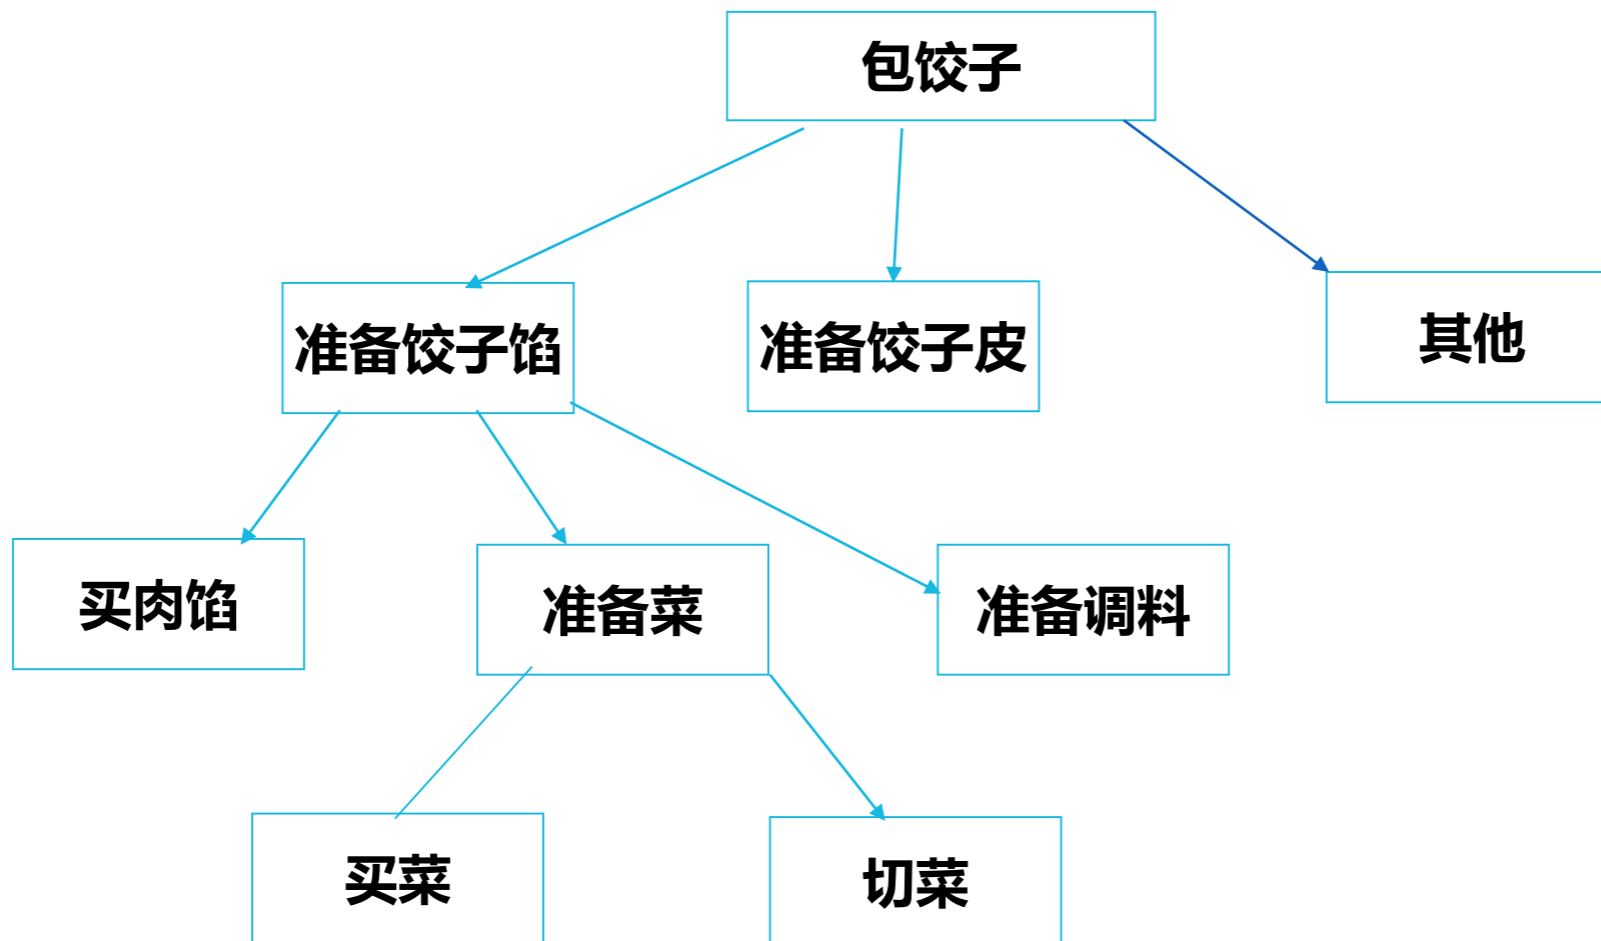 包饺子
准备饺子馅
准备饺子皮
其他
买肉馅
准备菜
准备调料
买菜
切菜